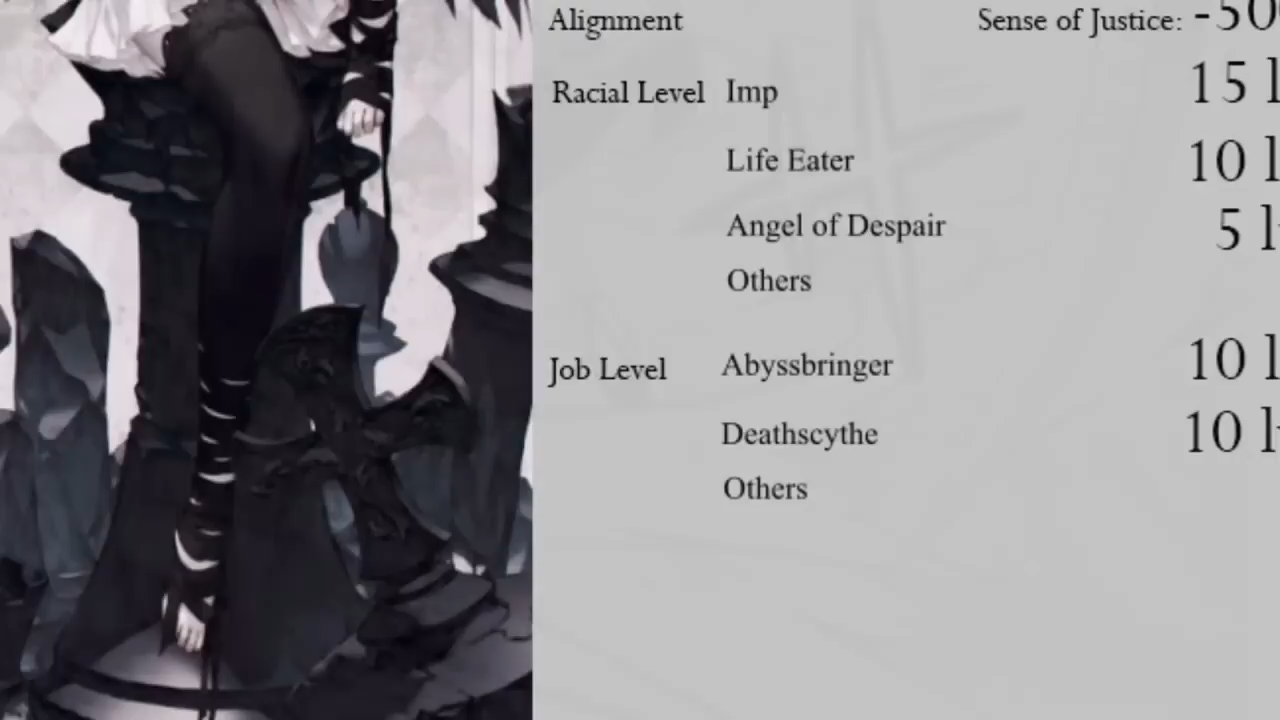 Alignment Sense of Justice: -50
Racial Level Imp 15 l
Life Eater 10 l
Angel of Despair 5 l
Others
Job Level Abyssbringer 10 l
Deathscythe 10 l
Others